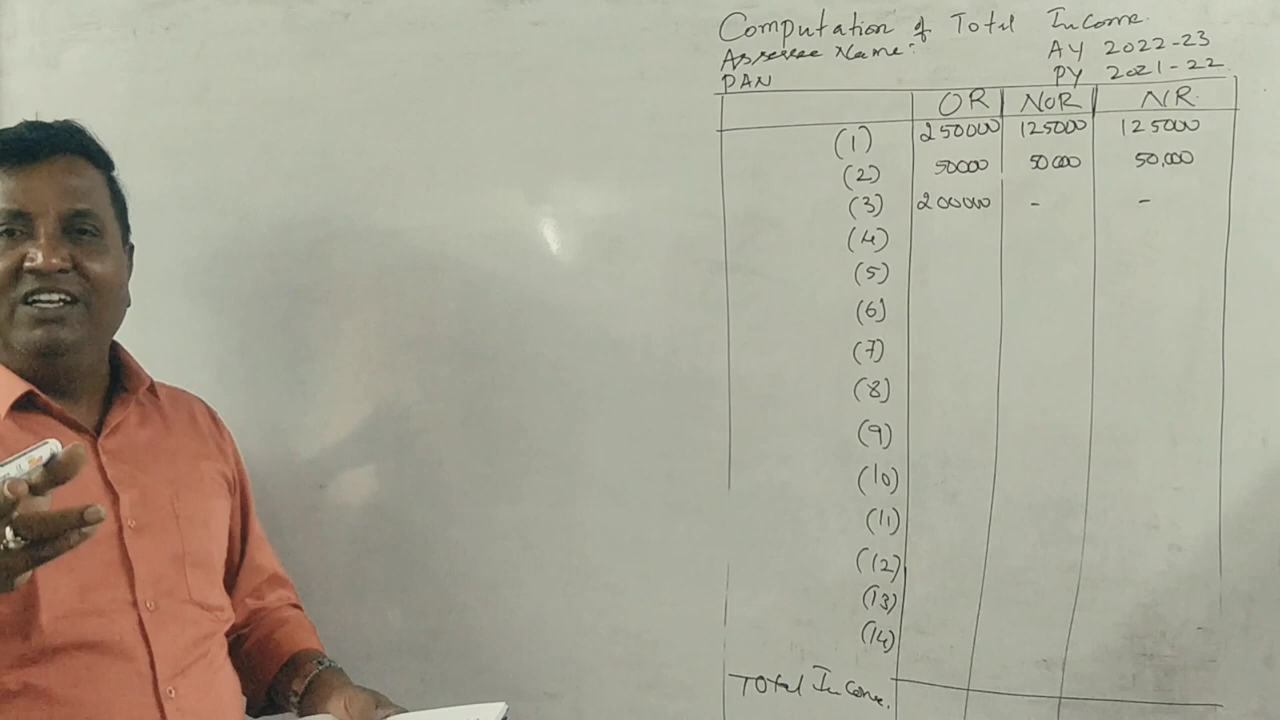 Computation of Total Income.
Assessee Name: AY 2022-23
PAN PY 2021-22
OR NOR NR
(1) 250000 125000 125000
(2) 50000 50000 50,000
(3) 200000 - -
(4)
(5)
(6)
(7)
(8)
(9)
(10)
(11)
(12)
(13)
(14)
Total Income.